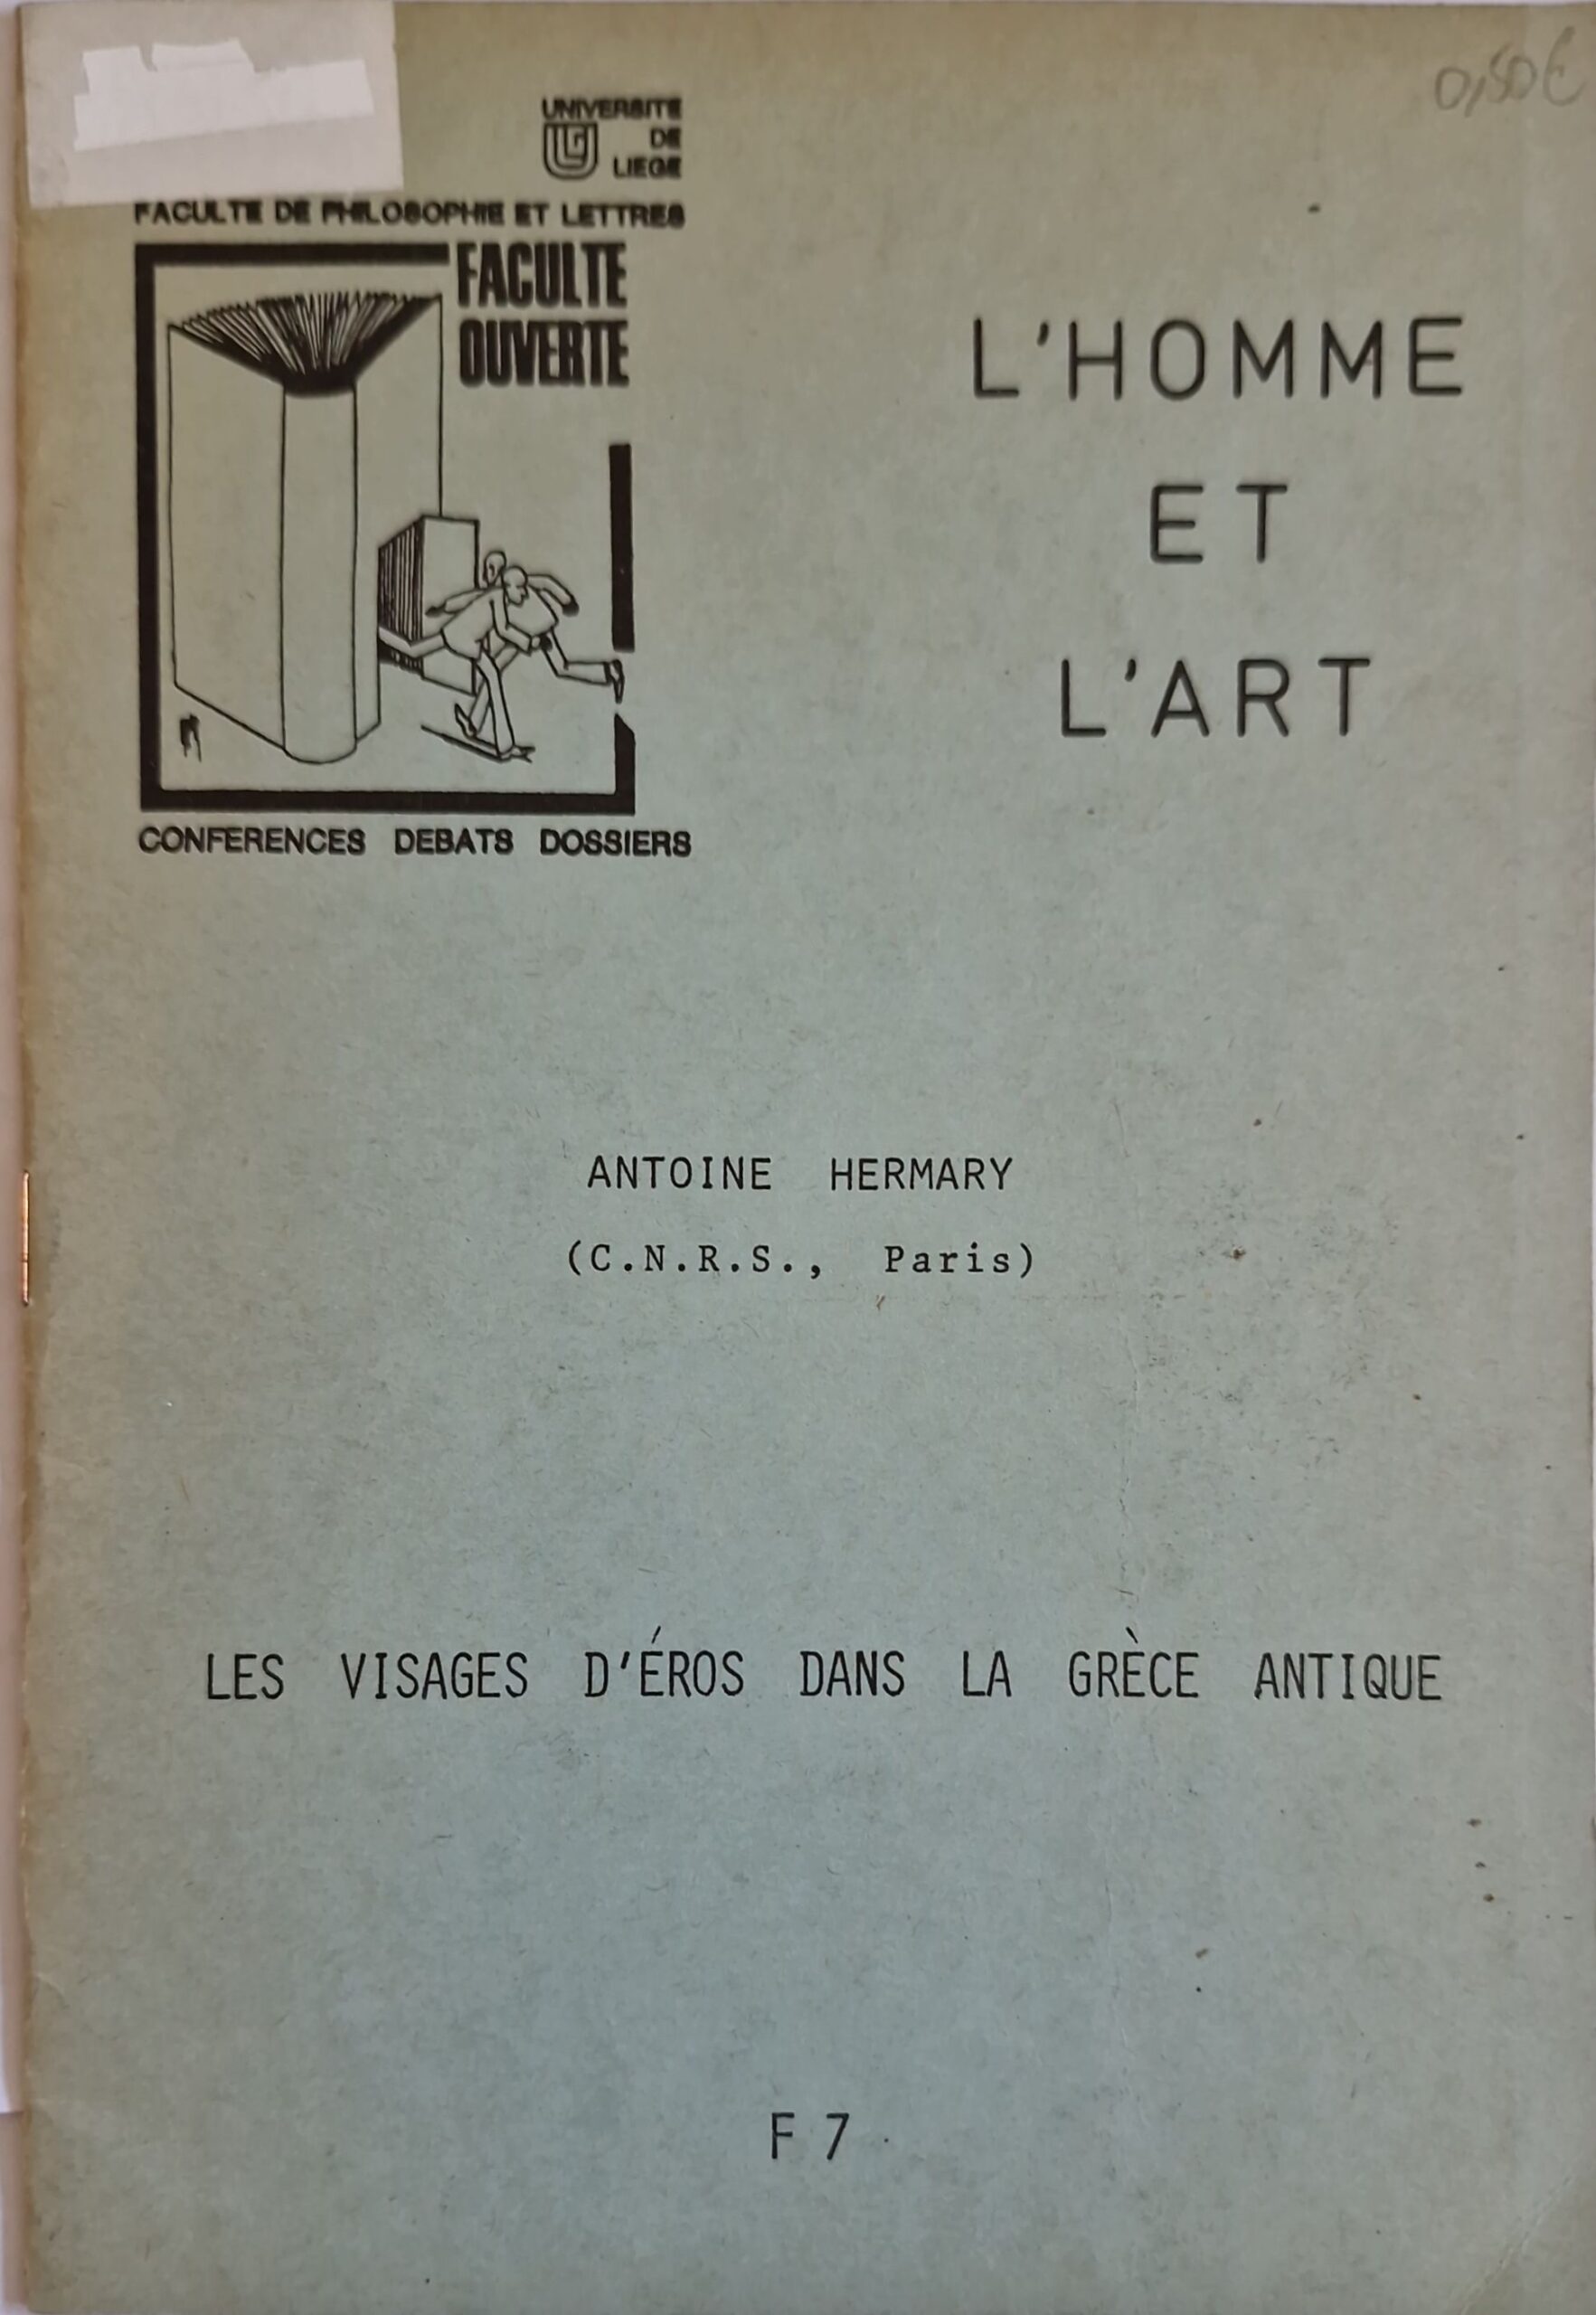 0,50€
UNIVERSITE
DE
LIEGE
FACULTE DE PHILOSOPHIE ET LETTRES
FACULTE
OUVERTE
CONFERENCES DEBATS DOSSIERS
L'HOMME
ET
L'ART
ANTOINE HERMARY
(C.N.R.S., Paris)
LES VISAGES D'ÉROS DANS LA GRÈCE ANTIQUE
F 7